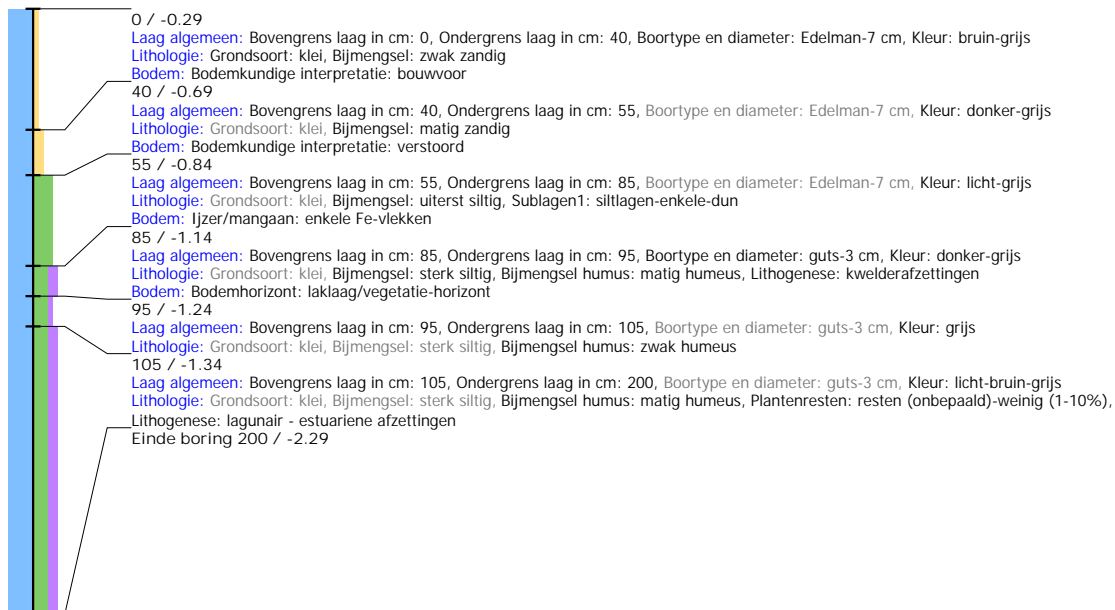 0 / -0.29
Laag algemeen: Bovengrens laag in cm: 0, Ondergrens laag in cm: 40, Boortype en diameter: Edelman-7 cm, Kleur: bruin-grijs
Lithologie: Grondsoort: klei, Bijmengsel: zwak zandig
Bodem: Bodemkundige interpretatie: bouwvoor
40 / -0.69
Laag algemeen: Bovengrens laag in cm: 40, Ondergrens laag in cm: 55, Boortype en diameter: Edelman-7 cm, Kleur: donker-grijs
Lithologie: Grondsoort: klei, Bijmengsel: matig zandig
Bodem: Bodemkundige interpretatie: verstoord
55 / -0.84
Laag algemeen: Bovengrens laag in cm: 55, Ondergrens laag in cm: 85, Boortype en diameter: Edelman-7 cm, Kleur: licht-grijs
Lithologie: Grondsoort: klei, Bijmengsel: uiterst siltig, Sublagen1: siltlagen-enkele-dun
Bodem: Ijzer/mangaan: enkele Fe-vlekken
85 / -1.14
Laag algemeen: Bovengrens laag in cm: 85, Ondergrens laag in cm: 95, Boortype en diameter: guts-3 cm, Kleur: donker-grijs
Lithologie: Grondsoort: klei, Bijmengsel: sterk siltig, Bijmengsel humus: matig humeus, Lithogenese: kwelderafzettingen
Bodem: Bodemhorizont: laklaag/vegetatie-horizont
95 / -1.24
Laag algemeen: Bovengrens laag in cm: 95, Ondergrens laag in cm: 105, Boortype en diameter: guts-3 cm, Kleur: grijs
Lithologie: Grondsoort: klei, Bijmengsel: sterk siltig, Bijmengsel humus: zwak humeus
105 / -1.34
Laag algemeen: Bovengrens laag in cm: 105, Ondergrens laag in cm: 200, Boortype en diameter: guts-3 cm, Kleur: licht-bruin-grijs
Lithologie: Grondsoort: klei, Bijmengsel: sterk siltig, Bijmengsel humus: matig humeus, Plantenresten: resten (onbepaald)-weinig (1-10%),
Lithogenese: lagunair - estuariene afzettingen
Einde boring 200 / -2.29